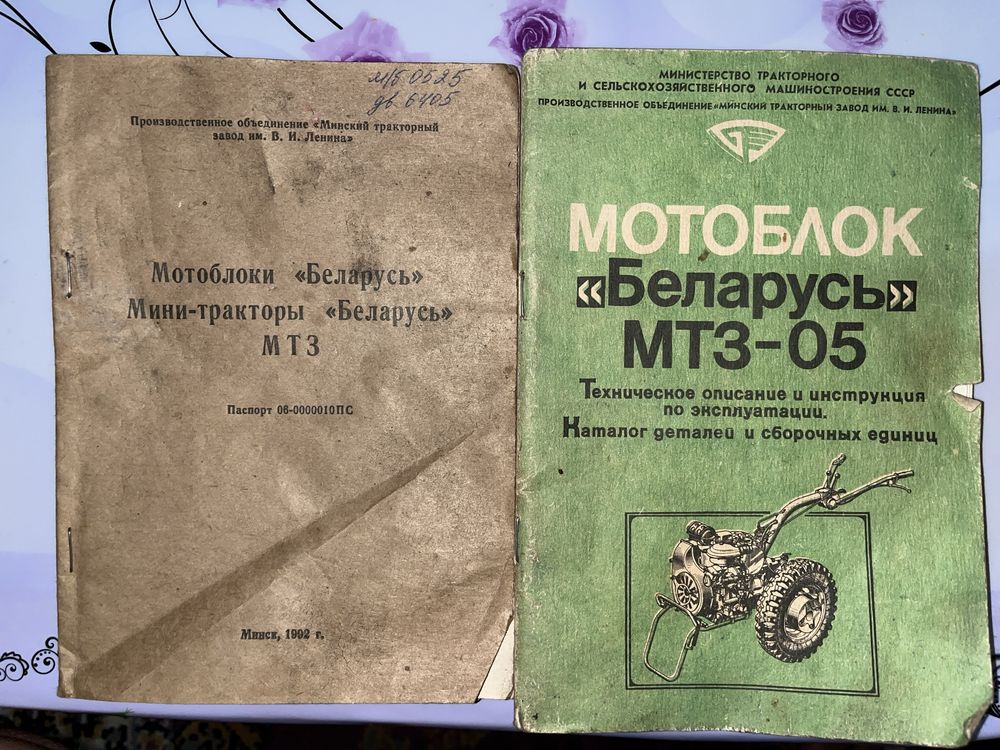 м/б 0525
дв 6405
Производственное объединение «Минский тракторный
завод им. В. И. Ленина»
Мотоблоки «Беларусь»
Мини-тракторы «Беларусь»
МТЗ
Паспорт 06-0000010ПС
Минск, 1992 г.
МИНИСТЕРСТВО ТРАКТОРНОГО
И СЕЛЬСКОХОЗЯЙСТВЕННОГО МАШИНОСТРОЕНИЯ СССР
ПРОИЗВОДСТВЕННОЕ ОБЪЕДИНЕНИЕ «МИНСКИЙ ТРАКТОРНЫЙ ЗАВОД ИМ. В. И. ЛЕНИНА»
МОТОБЛОК
«Беларусь»
МТЗ-05
Техническое описание и инструкция
по эксплуатации.
Каталог деталей и сборочных единиц